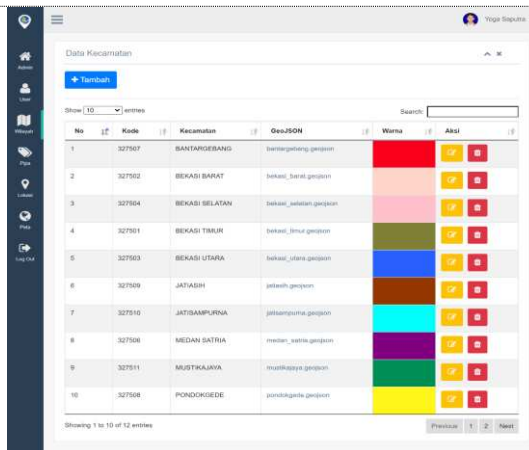 Yoga Saputra
Admin
User
Wilayah
Pipa
Lokasi
Peta
Log Out
Data Kecamatan
+ Tambah
Show 10 entries
Search:
No Kode Kecamatan GeoJSON Warna Aksi
1 327507 BANTARGEBANG bantargebang.geojson
2 327502 BEKASI BARAT bekasi_barat.geojson
3 327504 BEKASI SELATAN bekasi_selatan.geojson
4 327501 BEKASI TIMUR bekasi_timur.geojson
5 327503 BEKASI UTARA bekasi_utara.geojson
6 327509 JATIASIH jatiasih.geojson
7 327510 JATISAMPURNA jatisampurna.geojson
8 327506 MEDAN SATRIA medan_satria.geojson
9 327511 MUSTIKAJAYA mustikajaya.geojson
10 327508 PONDOKGEDE pondokgede.geojson
Showing 1 to 10 of 12 entries
Previous 1 2 Next